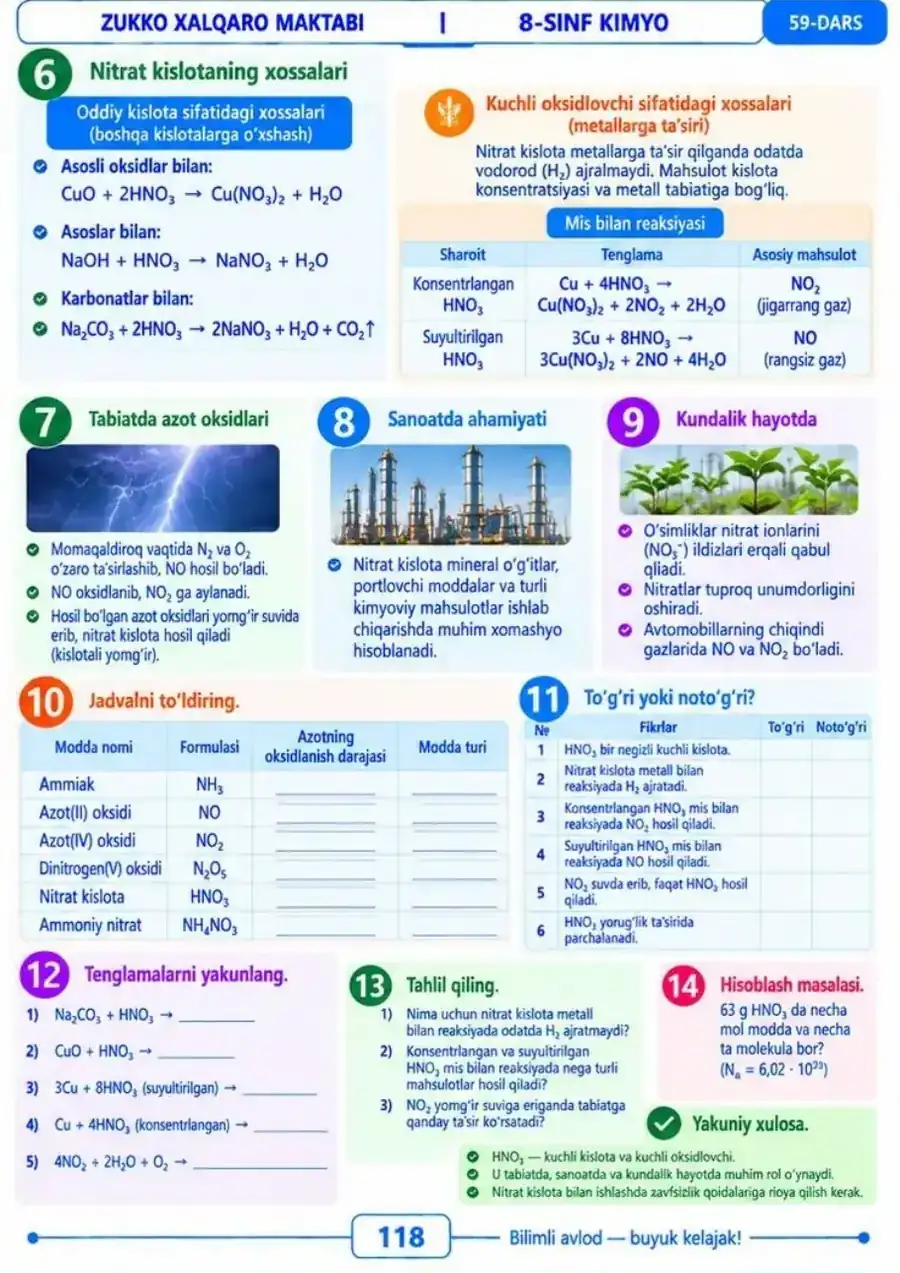 ZUKKO XALQARO MAKTABI | 8-SINF KIMYO 59-DARS
6 Nitrat kislotaning xossalari
Oddiy kislota sifatidagi xossalari
(boshqa kislotalarga o'xshash)
Asosli oksidlar bilan:
CuO + 2HNO₃ → Cu(NO₃)₂ + H₂O
Asoslar bilan:
NaOH + HNO₃ → NaNO₃ + H₂O
Karbonatlar bilan:
Na₂CO₃ + 2HNO₃ → 2NaNO₃ + H₂O + CO₂↑
Kuchli oksidlovchi sifatidagi xossalari
(metallarga ta'siri)
Nitrat kislota metallarga ta'sir qilganda odatda
vodorod (H₂) ajralmaydi. Mahsulot kislota
konsentratsiyasi va metall tabiatiga bog'liq.
Mis bilan reaksiyasi
Sharoit Tenglama Asosiy mahsulot
Konsentrlangan HNO₃ Cu + 4HNO₃ → NO₂
Cu(NO₃)₂ + 2NO₂ + 2H₂O (jigarrang gaz)
Suyultirilgan HNO₃ 3Cu + 8HNO₃ → NO
3Cu(NO₃)₂ + 2NO + 4H₂O (rangsiz gaz)
7 Tabiatda azot oksidlari
Momaqaldiroq vaqtida N₂ va O₂
o'zaro ta'sirlashib, NO hosil bo'ladi.
NO oksidlanib, NO₂ ga aylanadi.
Hosil bo'lgan azot oksidlari yomg'ir suvida
erib, nitrat kislota hosil qiladi
(kislotali yomg'ir).
8 Sanoatda ahamiyati
Nitrat kislota mineral o'g'itlar,
portlovchi moddalar va turli
kimyoviy mahsulotlar ishlab
chiqarishda muhim xomashyo
hisoblanadi.
9 Kundalik hayotda
O'simliklar nitrat ionlarini
(NO₃⁻) ildizlari erqali qabul
qliadi.
Nitratlar tuproq unumdorligini
oshiradi.
Avtomobillarning chiqindi
gazlarida NO va NO₂ bo'ladi.
10 Jadvalni to'ldiring.
Modda nomi Formulasi Azotning oksidlanish darajasi Modda turi
Ammiak NH₃
Azot(II) oksidi NO
Azot(IV) oksidi NO₂
Dinitrogen(V) oksidi N₂O₅
Nitrat kislota HNO₃
Ammoniy nitrat NH₄NO₃
11 To'g'ri yoki noto'g'ri?
№ Fikrlar To'g'ri Noto'g'ri
1 HNO₃ bir negizli kuchli kislota.
2 Nitrat kislota metall bilan
reaksiyada H₂ ajratadi.
3 Konsentrlangan HNO₃ mis bilan
reaksiyada NO₂ hosil qiladi.
4 Suyultirilgan HNO₃ mis bilan
reaksiyada NO hosil qiladi.
5 NO₂ suvda erib, faqat HNO₃ hosil
qiladi.
6 HNO₃ yorug'lik ta'sirida
parchalanadi.
12 Tenglamalarni yakunlang.
1) Na₂CO₃ + HNO₃ → ________
2) CuO + HNO₃ → ________
3) 3Cu + 8HNO₃ (suyultirilgan) → ________
4) Cu + 4HNO₃ (konsentrlangan) → ________
5) 4NO₂ + 2H₂O + O₂ → ________
13 Tahlil qiling.
1) Nima uchun nitrat kislota metall
bilan reaksiyada odatda H₂ ajratmaydi?
2) Konsentrlangan va suyultirilgan
HNO₃ mis bilan reaksiyada nega turli
mahsulotlar hosil qiladi?
3) NO₂ yomg'ir suviga eriganda tabiatga
qanday ta'sir ko'rsatadi?
14 Hisoblash masalasi.
63 g HNO₃ da necha
mol modda va necha
ta molekula bor?
(Nₐ = 6,02 · 10²³)
Yakuniy xulosa.
HNO₃ — kuchli kislota va kuchli oksidlovchi.
U tabiatda, sanoatda va kundalik hayotda muhim rol o'ynaydi.
Nitrat kislota bilan ishlashda zavfsizlik qoidalariga rioya qilish kerak.
118 Bilimli avlod — buyuk kelajak!